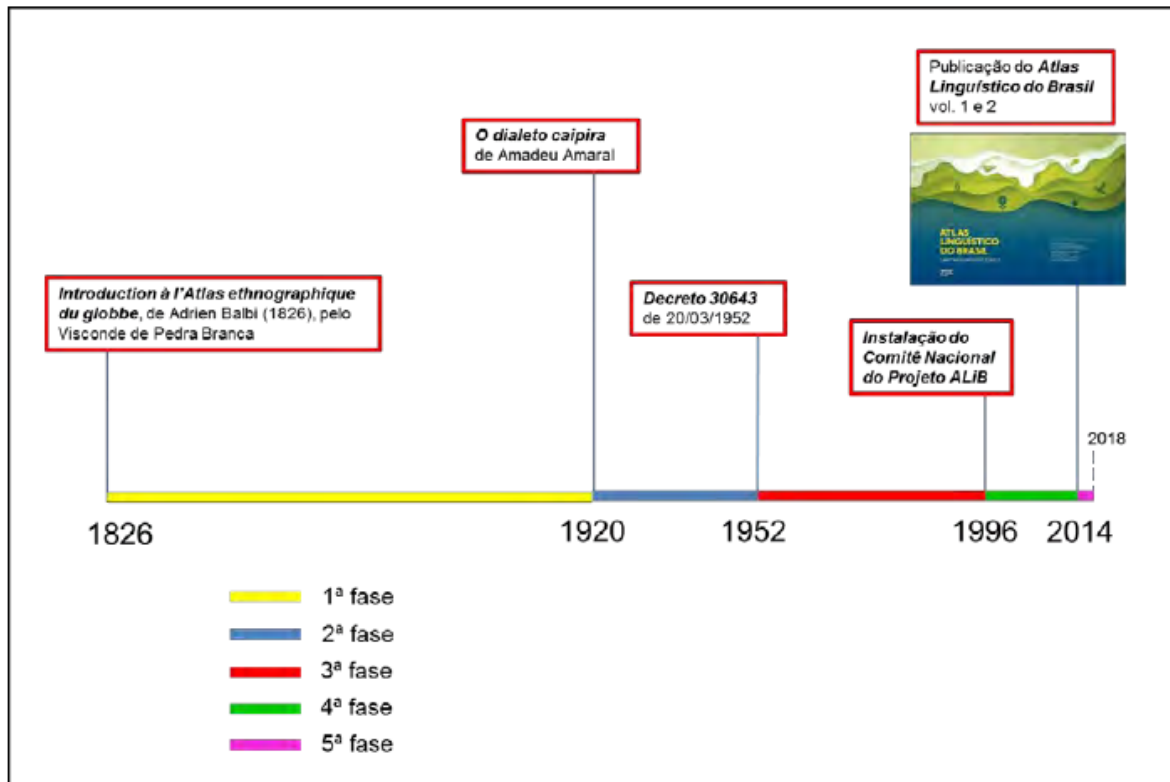 Publicação do Atlas
Linguístico do Brasil
vol. 1 e 2
O dialeto caipira
de Amadeu Amaral
ATLAS
LINGUÍSTICO
DO BRASIL
Introduction à l'Atlas ethnographique
du globbe, de Adrien Balbi (1826), pelo
Visconde de Pedra Branca
Decreto 30643
de 20/03/1952
Instalação do
Comitê Nacional
do Projeto ALiB
2018
1826
1920
1952
1996
2014
1ª fase
2ª fase
3ª fase
4ª fase
5ª fase